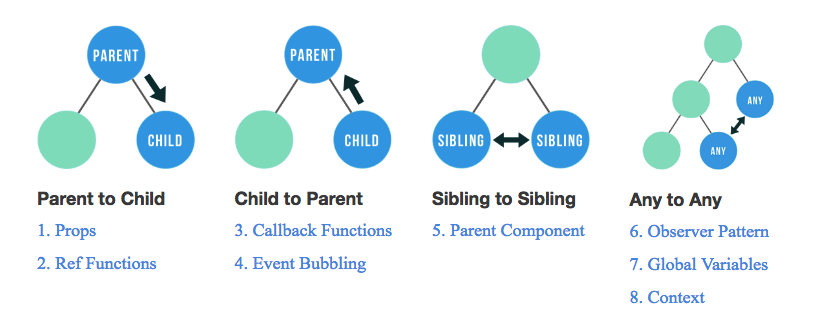 PARENT
CHILD
Parent to Child
1. Props
2. Ref Functions
PARENT
CHILD
Child to Parent
3. Callback Functions
4. Event Bubbling
SIBLING SIBLING
Sibling to Sibling
5. Parent Component
ANY
ANY
Any to Any
6. Observer Pattern
7. Global Variables
8. Context